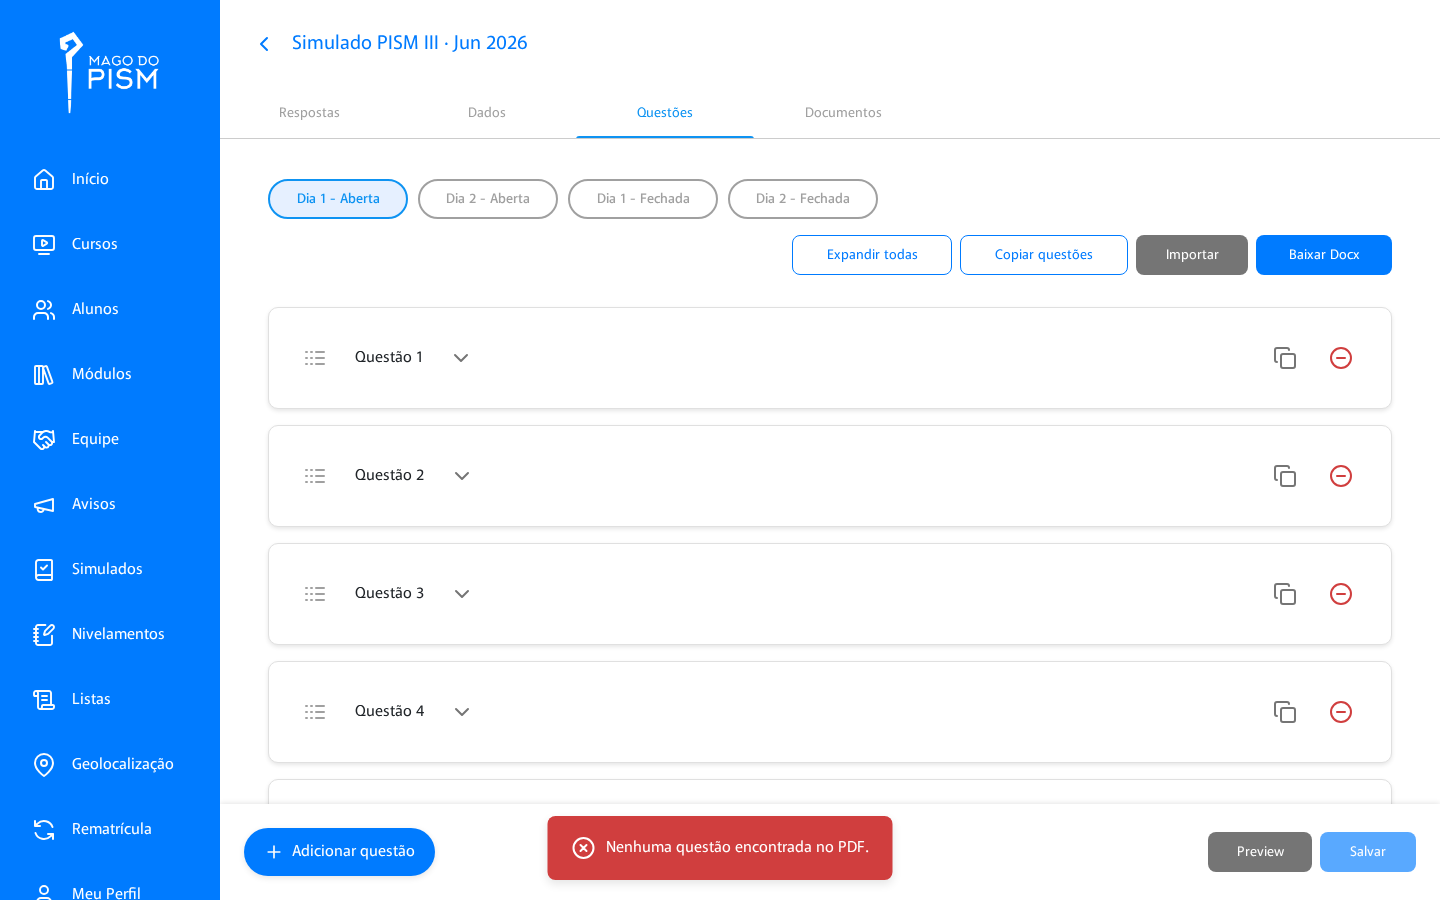 MAGO DO
PISM
Início
Cursos
Alunos
Módulos
Equipe
Avisos
Simulados
Nivelamentos
Listas
Geolocalização
Rematrícula
Meu Perfil
Simulado PISM III · Jun 2026
Respostas
Dados
Questões
Documentos
Dia 1 - Aberta
Dia 2 - Aberta
Dia 1 - Fechada
Dia 2 - Fechada
Expandir todas
Copiar questões
Importar
Baixar Docx
Questão 1
Questão 2
Questão 3
Questão 4
Adicionar questão
Nenhuma questão encontrada no PDF.
Preview
Salvar